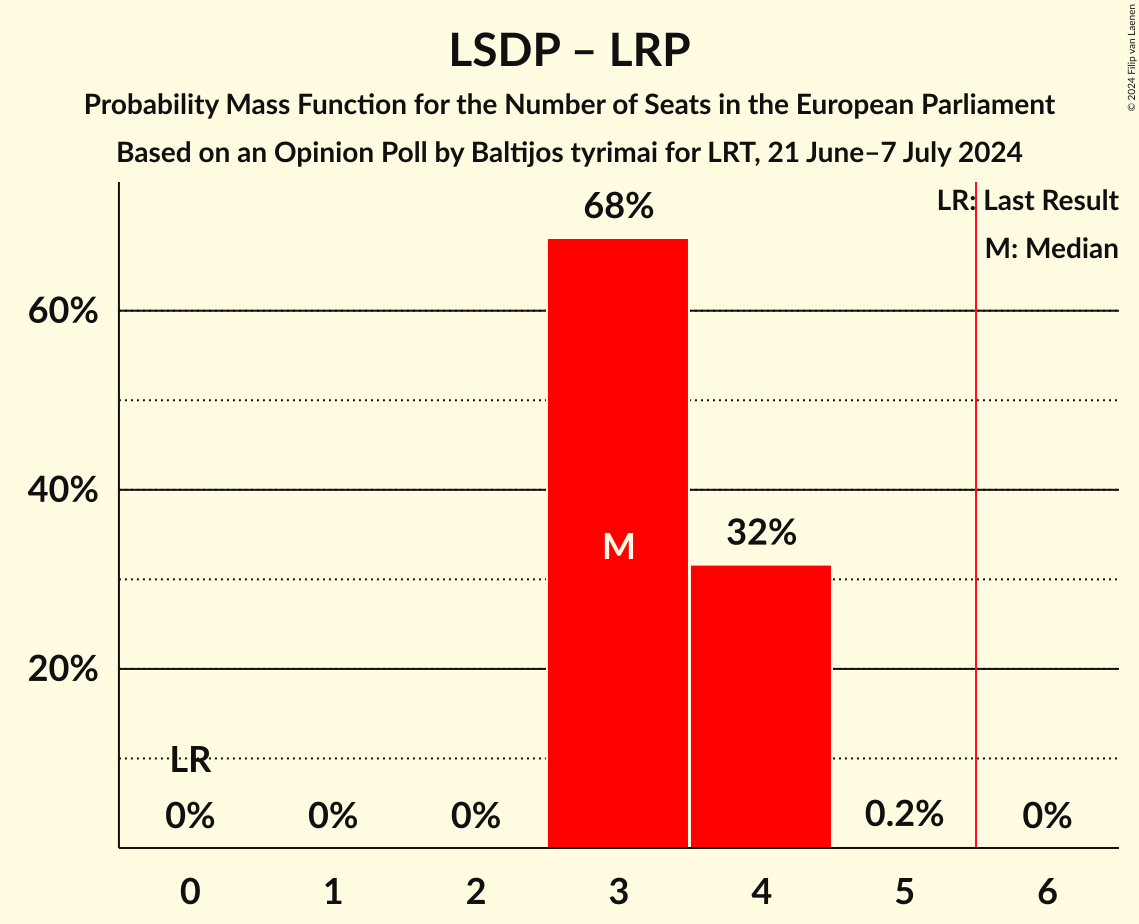 LSDP – LRP
Probability Mass Function for the Number of Seats in the European Parliament
Based on an Opinion Poll by Baltijos tyrimai for LRT, 21 June–7 July 2024
© 2024 Filip van Laenen
LR: Last Result
M: Median
68%
60%
40%
32%
M
20%
LR
0%
0%
0%
0.2%
0%
0
1
2
3
4
5
6